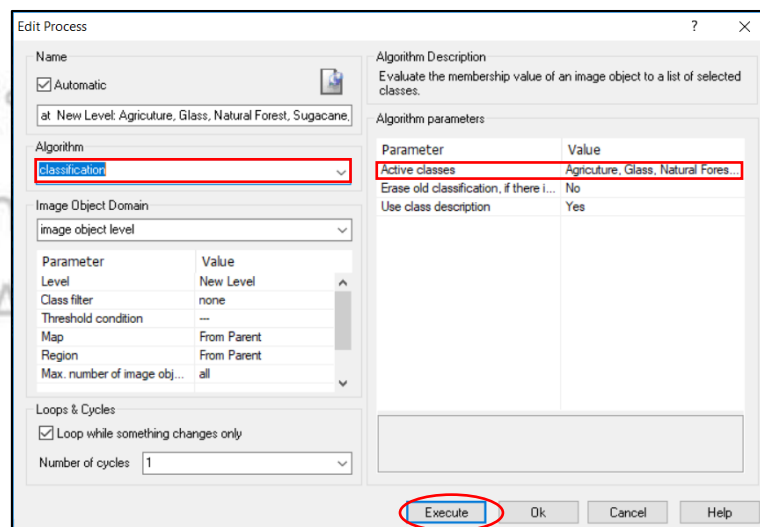 Edit Process
?
Name
Automatic
at New Level: Agricuture, Glass, Natural Forest, Sugacane,
Algorithm
classification
Image Object Domain
image object level
Parameter Value
Level New Level
Class filter none
Threshold condition ---
Map From Parent
Region From Parent
Max. number of image obj... all
Loops & Cycles
Loop while something changes only
Number of cycles 1
Algorithm Description
Evaluate the membership value of an image object to a list of selected
classes.
Algorithm parameters
Parameter Value
Active classes Agricuture, Glass, Natural Fores...
Erase old classification, if there i... No
Use class description Yes
Execute Ok Cancel Help